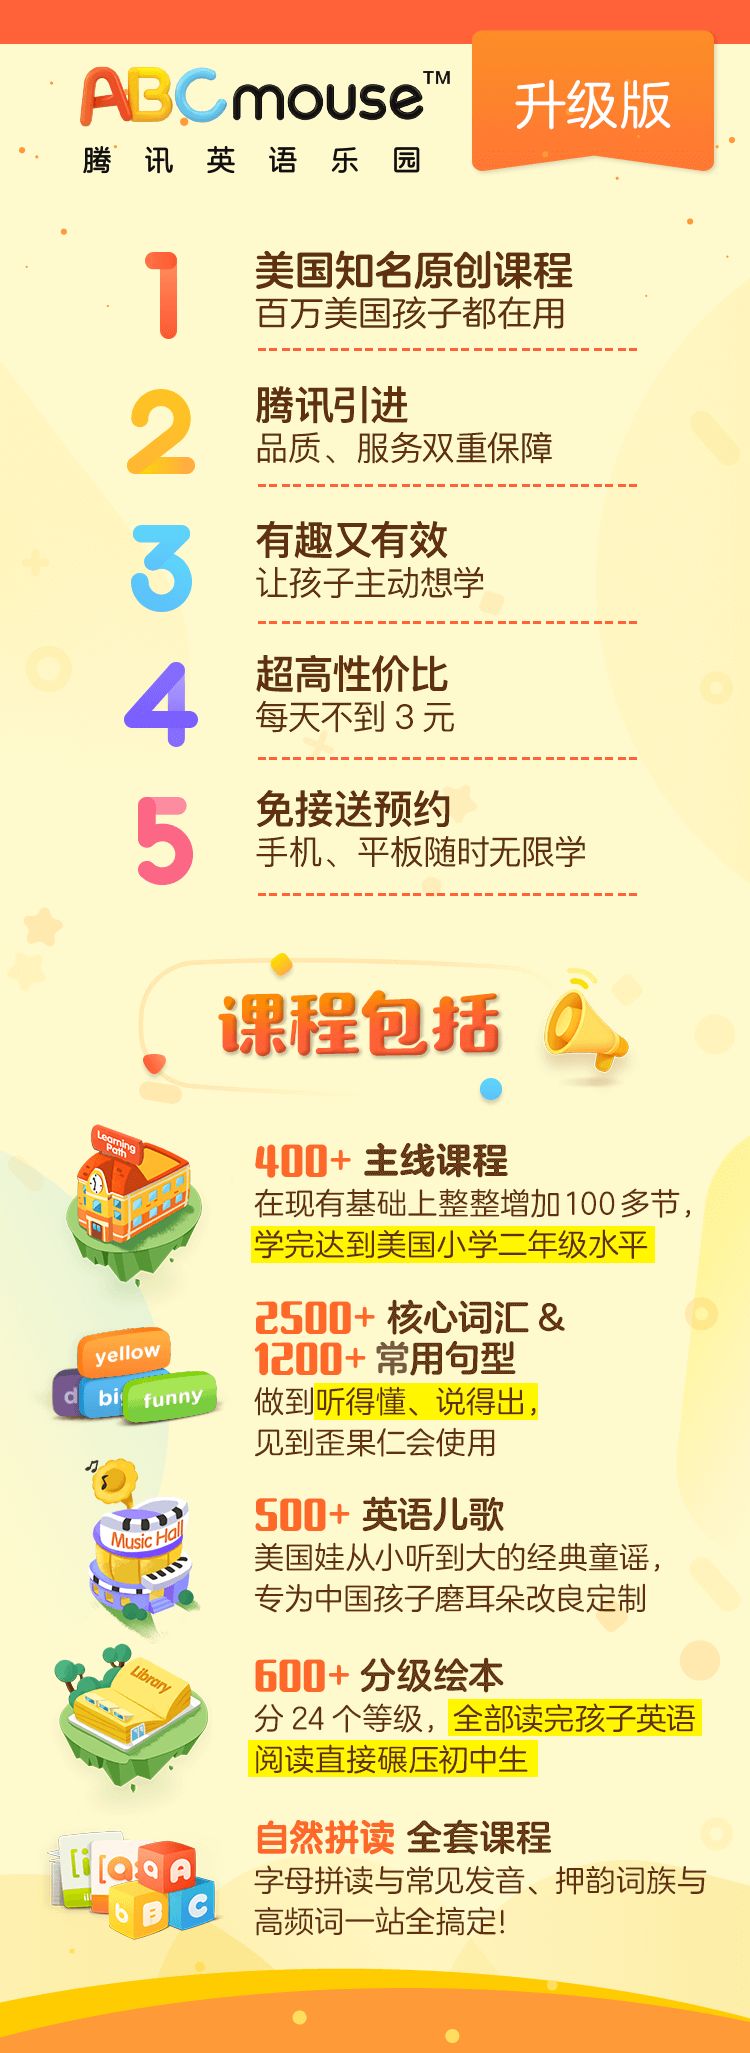 ABCmouse™
腾讯英语乐园
升级版
1
美国知名原创课程
百万美国孩子都在用
2
腾讯引进
品质、服务双重保障
3
有趣又有效
让孩子主动想学
4
超高性价比
每天不到 3 元
5
免接送预约
手机、平板随时无限学
课程包括
Learning
Path
400+ 主线课程
在现有基础上整整增加100多节，
学完达到美国小学二年级水平
yellow
d
big
funny
2500+ 核心词汇 &
1200+ 常用句型
做到听得懂、说得出，
见到歪果仁会使用
Music Hall
500+ 英语儿歌
美国娃从小听到大的经典童谣，
专为中国孩子磨耳朵改良定制
Library
600+ 分级绘本
分 24 个等级，全部读完孩子英语
阅读直接碾压初中生
A
a
b
B
C
自然拼读 全套课程
字母拼读与常见发音、押韵词族与
高频词一站全搞定!